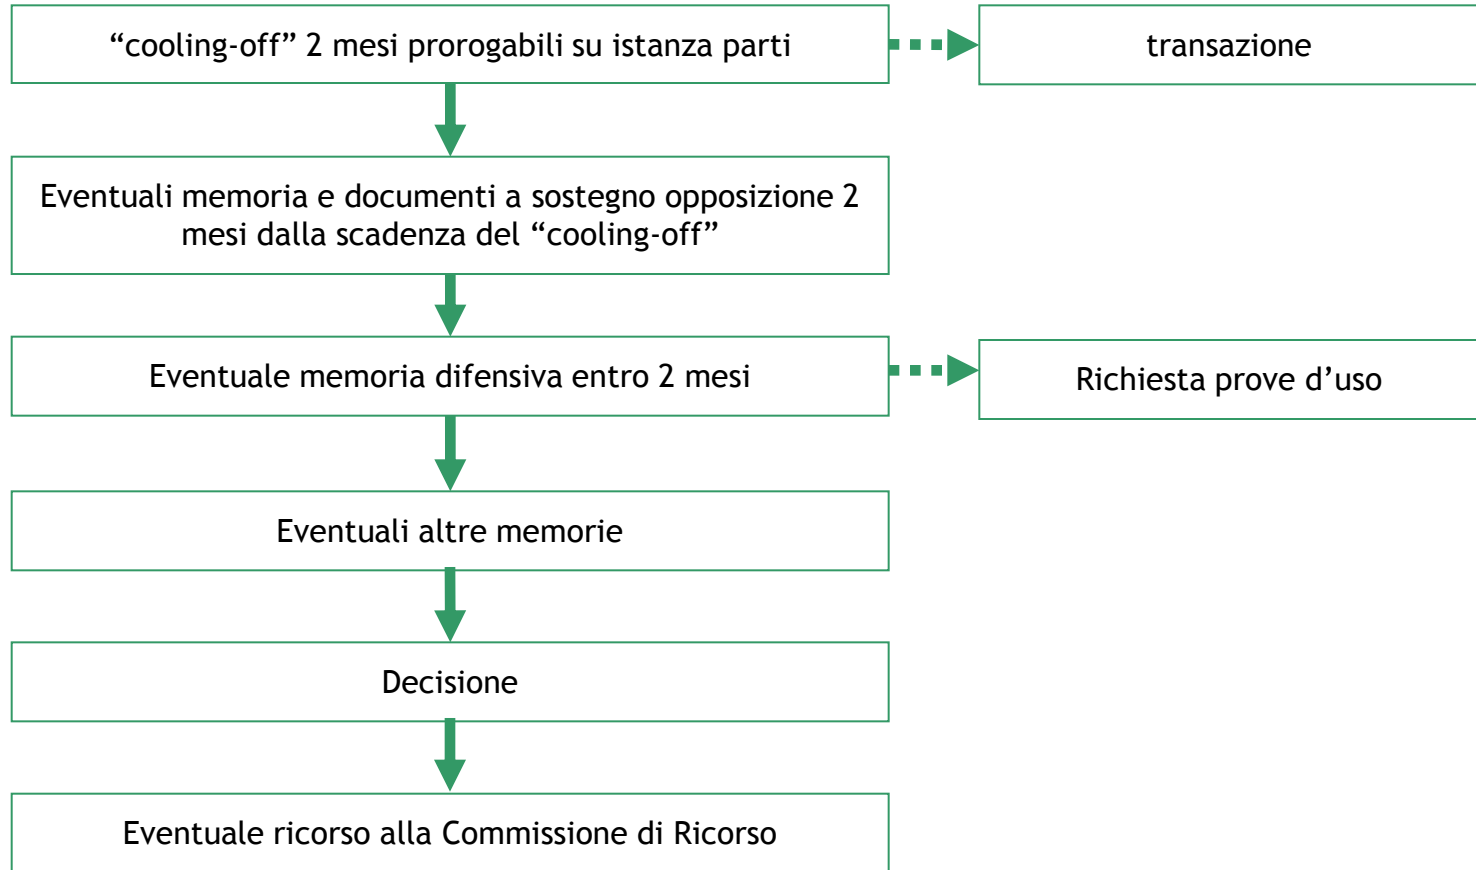 “cooling-off” 2 mesi prorogabili su istanza parti
transazione
Eventuali memoria e documenti a sostegno opposizione 2
mesi dalla scadenza del “cooling-off”
Eventuale memoria difensiva entro 2 mesi
Richiesta prove d’uso
Eventuali altre memorie
Decisione
Eventuale ricorso alla Commissione di Ricorso